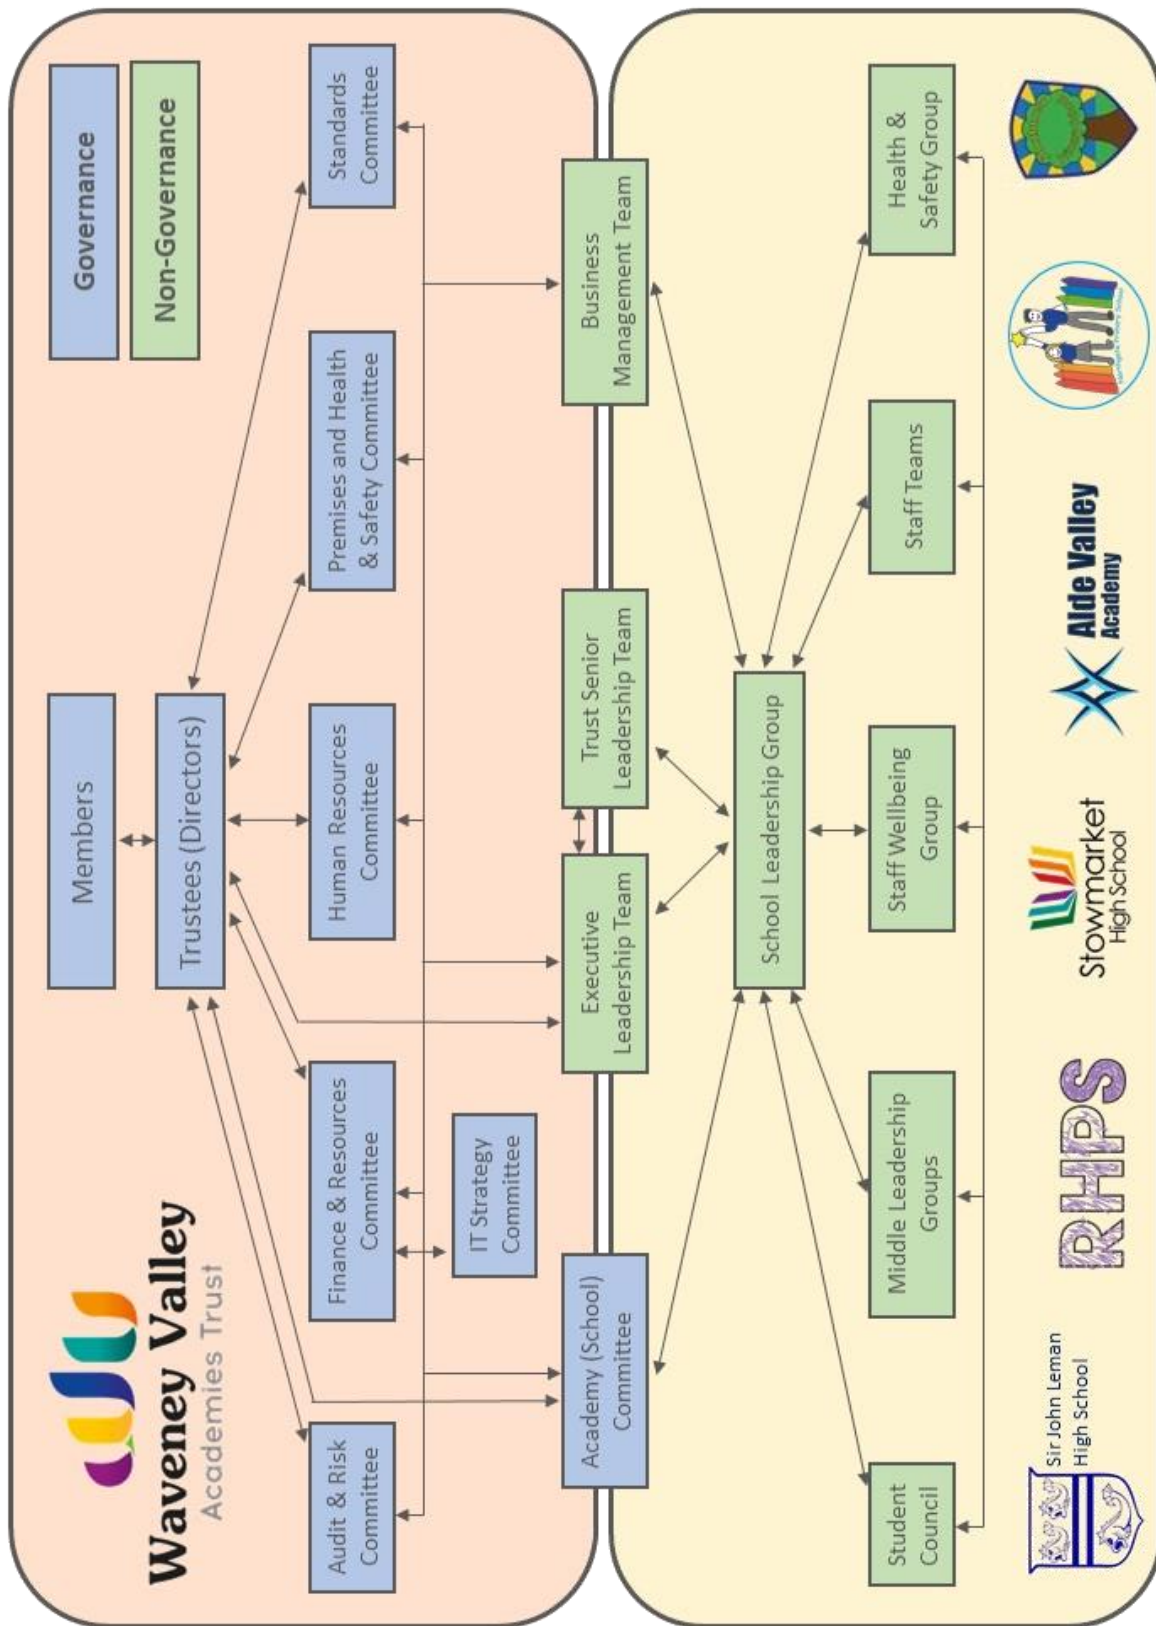 Waveney Valley
Academies Trust
Governance
Non-Governance
Members
Trustees (Directors)
Audit & Risk
Committee
Finance & Resources
Committee
Human Resources
Committee
Premises and Health
& Safety Committee
Standards
Committee
IT Strategy
Committee
Academy (School)
Committee
Executive
Leadership Team
Trust Senior
Leadership Team
Business
Management Team
School Leadership Group
Student
Council
Middle Leadership
Groups
Staff Wellbeing
Group
Staff Teams
Health &
Safety Group
Sir John Leman
High School
RHPS
Stowmarket
High School
Alde Valley
Academy